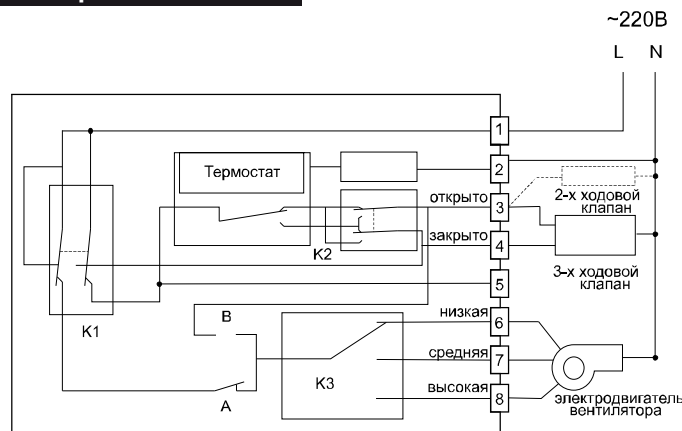 ~220В
L N
1
2
Термостат
открыто 3
2-х ходовой
клапан
K2
закрыто 4
3-х ходовой
клапан
5
K1
B
низкая 6
средняя 7
K3
высокая 8
A
электродвигатель
вентилятора